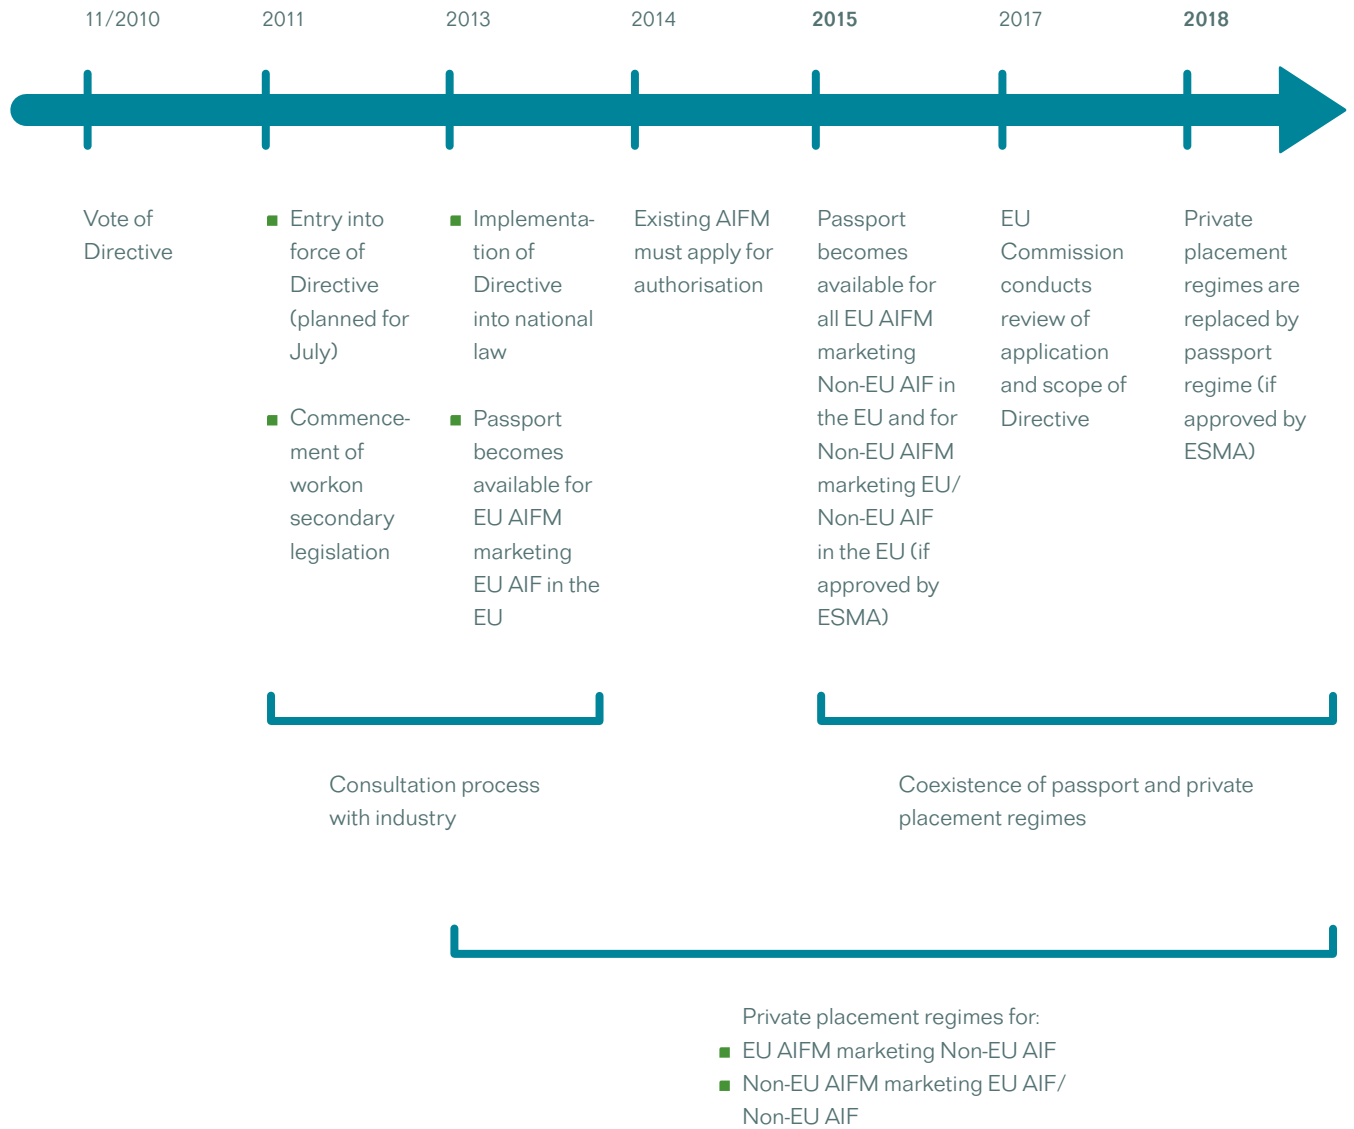 11/2010
2011
2013
2014
2015
2017
2018
Vote of
Directive
Entry into
force of
Directive
(planned for
July)
Commence-
ment of
workon
secondary
legislation
Implementa-
tion of
Directive
into national
law
Passport
becomes
available for
EU AIFM
marketing
EU AIF in the
EU
Existing AIFM
must apply for
authorisation
Passport
becomes
available for
all EU AIFM
marketing
Non-EU AIF in
the EU and for
Non-EU AIFM
marketing EU/
Non-EU AIF
in the EU (if
approved by
ESMA)
EU
Commission
conducts
review of
application
and scope of
Directive
Private
placement
regimes are
replaced by
passport
regime (if
approved by
ESMA)
Consultation process
with industry
Coexistence of passport and private
placement regimes
Private placement regimes for:
EU AIFM marketing Non-EU AIF
Non-EU AIFM marketing EU AIF/
Non-EU AIF